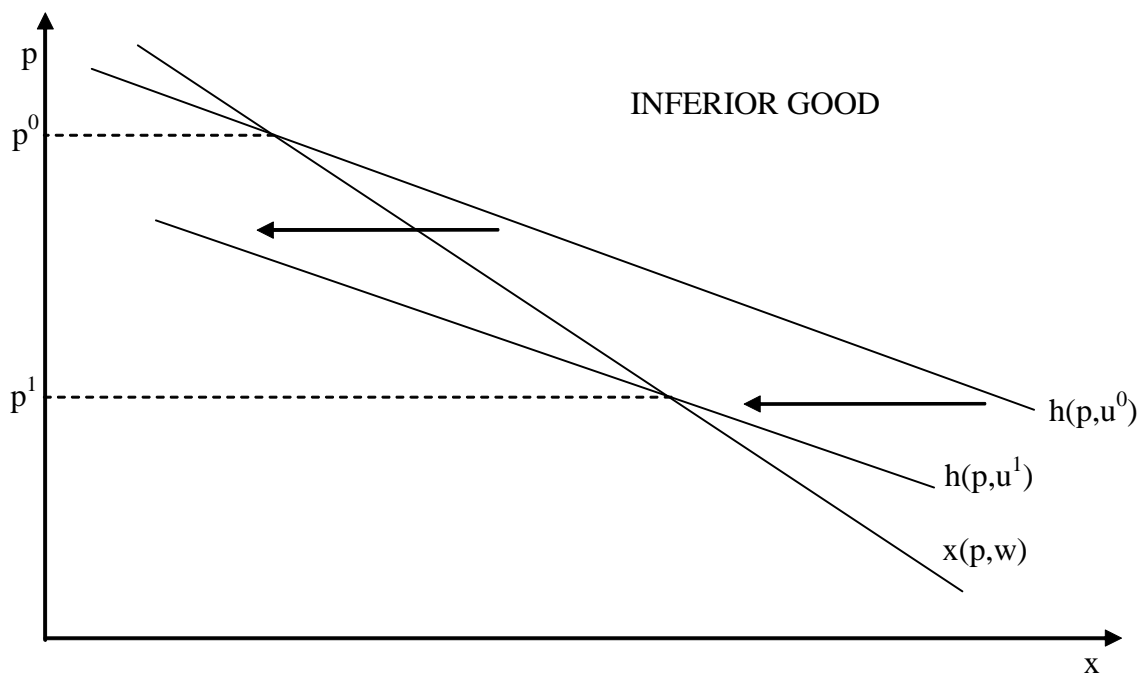 p
INFERIOR GOOD
p⁰
p¹
h(p,u⁰)
h(p,u¹)
x(p,w)
x